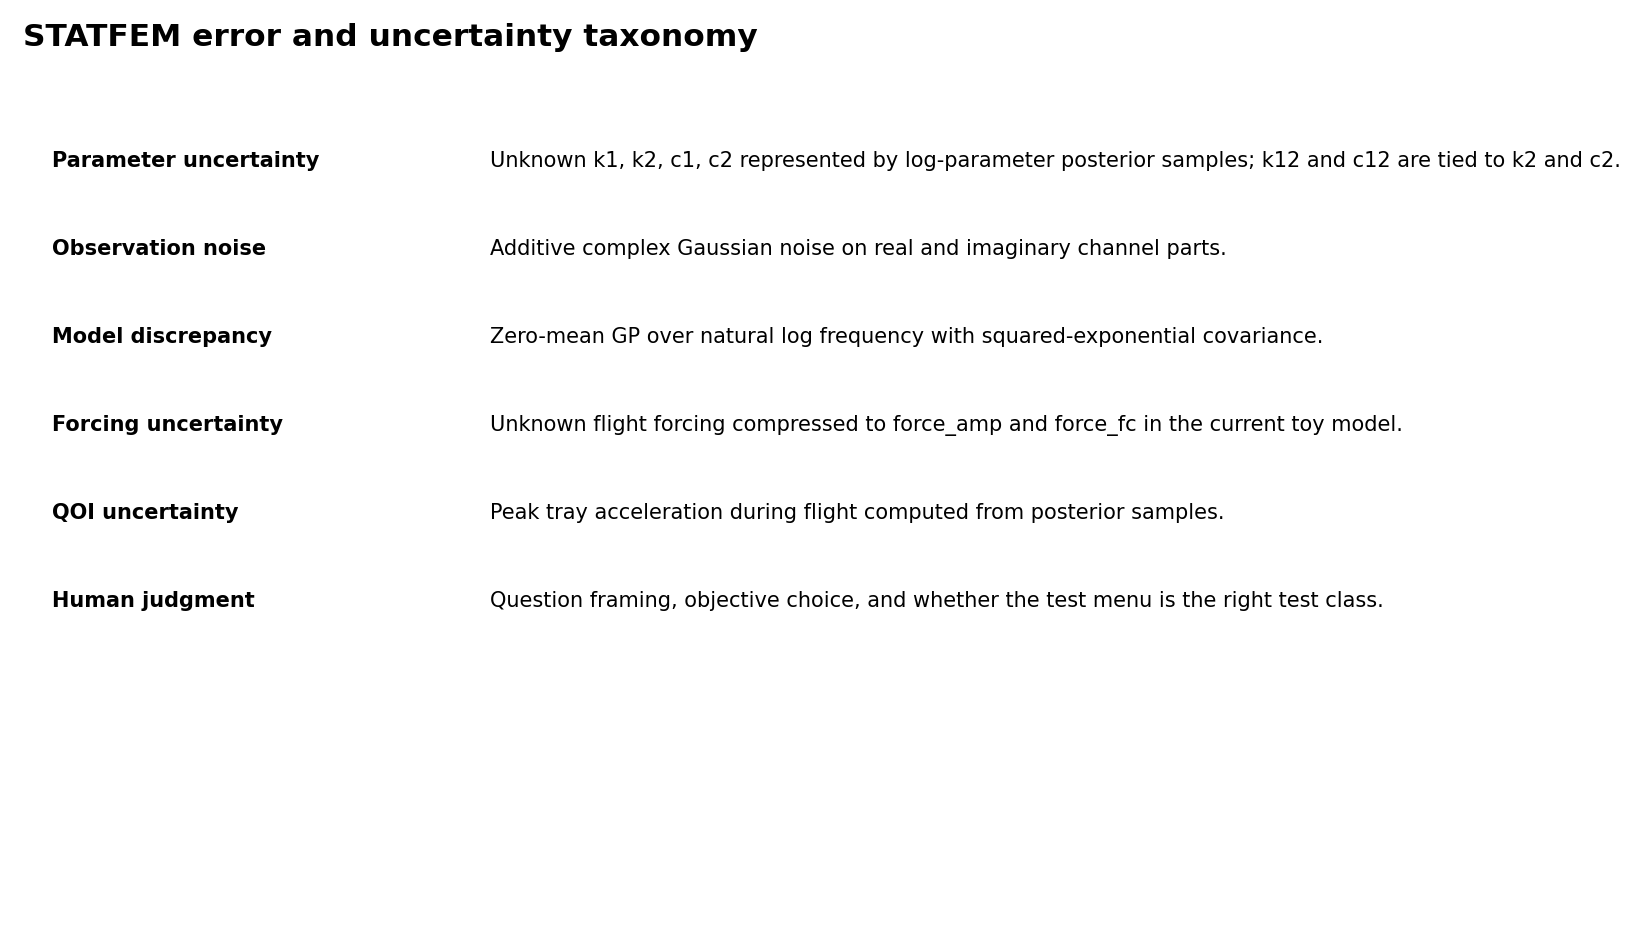 STATFEM error and uncertainty taxonomy
Parameter uncertainty Unknown k1, k2, c1, c2 represented by log-parameter posterior samples; k12 and c12 are tied to k2 and c2.
Observation noise Additive complex Gaussian noise on real and imaginary channel parts.
Model discrepancy Zero-mean GP over natural log frequency with squared-exponential covariance.
Forcing uncertainty Unknown flight forcing compressed to force_amp and force_fc in the current toy model.
QOI uncertainty Peak tray acceleration during flight computed from posterior samples.
Human judgment Question framing, objective choice, and whether the test menu is the right test class.